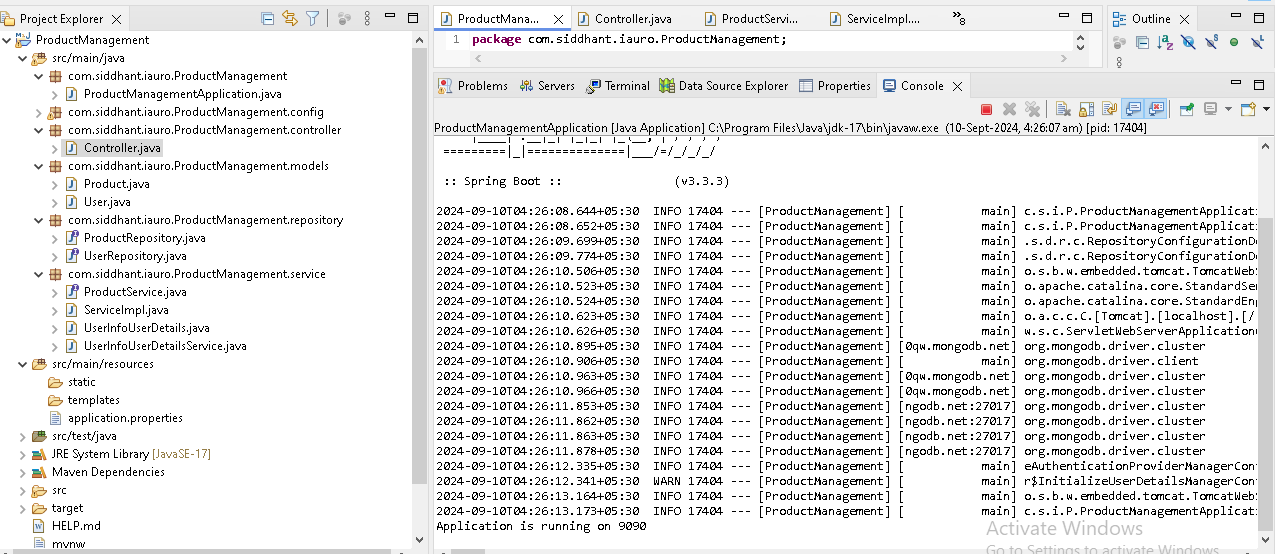 Project Explorer
ProductManagement
src/main/java
com.siddhant.iauro.ProductManagement
ProductManagementApplication.java
com.siddhant.iauro.ProductManagement.config
com.siddhant.iauro.ProductManagement.controller
Controller.java
com.siddhant.iauro.ProductManagement.models
Product.java
User.java
com.siddhant.iauro.ProductManagement.repository
ProductRepository.java
UserRepository.java
com.siddhant.iauro.ProductManagement.service
ProductService.java
ServiceImpl.java
UserInfoUserDetails.java
UserInfoUserDetailsService.java
src/main/resources
static
templates
application.properties
src/test/java
JRE System Library [JavaSE-17]
Maven Dependencies
src
target
HELP.md
mvnw
ProductMana... Controller.java ProductServi... ServiceImpl.... »8
1 package com.siddhant.iauro.ProductManagement;
Outline
Problems Servers Terminal Data Source Explorer Properties Console
ProductManagementApplication [Java Application] C:\Program Files\Java\jdk-17\bin\javaw.exe (10-Sept-2024, 4:26:07 am) [pid: 17404]
=========|_|==============|___/=/_/_/_/
:: Spring Boot :: (v3.3.3)
2024-09-10T04:26:08.644+05:30 INFO 17404 --- [ProductManagement] [ main] c.s.i.P.ProductManagementApplicati
2024-09-10T04:26:08.652+05:30 INFO 17404 --- [ProductManagement] [ main] c.s.i.P.ProductManagementApplicati
2024-09-10T04:26:09.699+05:30 INFO 17404 --- [ProductManagement] [ main] .s.d.r.c.RepositoryConfigurationDe
2024-09-10T04:26:09.774+05:30 INFO 17404 --- [ProductManagement] [ main] .s.d.r.c.RepositoryConfigurationDe
2024-09-10T04:26:10.506+05:30 INFO 17404 --- [ProductManagement] [ main] o.s.b.w.embedded.tomcat.TomcatWebS
2024-09-10T04:26:10.523+05:30 INFO 17404 --- [ProductManagement] [ main] o.apache.catalina.core.StandardSer
2024-09-10T04:26:10.524+05:30 INFO 17404 --- [ProductManagement] [ main] o.apache.catalina.core.StandardEng
2024-09-10T04:26:10.623+05:30 INFO 17404 --- [ProductManagement] [ main] o.a.c.c.C.[Tomcat].[localhost].[/
2024-09-10T04:26:10.626+05:30 INFO 17404 --- [ProductManagement] [ main] w.s.c.ServletWebServerApplication
2024-09-10T04:26:10.895+05:30 INFO 17404 --- [ProductManagement] [0qw.mongodb.net] org.mongodb.driver.cluster
2024-09-10T04:26:10.906+05:30 INFO 17404 --- [ProductManagement] [ main] org.mongodb.driver.client
2024-09-10T04:26:10.963+05:30 INFO 17404 --- [ProductManagement] [0qw.mongodb.net] org.mongodb.driver.cluster
2024-09-10T04:26:10.966+05:30 INFO 17404 --- [ProductManagement] [0qw.mongodb.net] org.mongodb.driver.cluster
2024-09-10T04:26:11.853+05:30 INFO 17404 --- [ProductManagement] [ngodb.net:27017] org.mongodb.driver.cluster
2024-09-10T04:26:11.862+05:30 INFO 17404 --- [ProductManagement] [ngodb.net:27017] org.mongodb.driver.cluster
2024-09-10T04:26:11.863+05:30 INFO 17404 --- [ProductManagement] [ngodb.net:27017] org.mongodb.driver.cluster
2024-09-10T04:26:11.878+05:30 INFO 17404 --- [ProductManagement] [ngodb.net:27017] org.mongodb.driver.cluster
2024-09-10T04:26:12.335+05:30 INFO 17404 --- [ProductManagement] [ main] eAuthenticationProviderManagerCon
2024-09-10T04:26:12.341+05:30 WARN 17404 --- [ProductManagement] [ main] r$InitializeUserDetailsManagerCon
2024-09-10T04:26:13.164+05:30 INFO 17404 --- [ProductManagement] [ main] o.s.b.w.embedded.tomcat.TomcatWebS
2024-09-10T04:26:13.173+05:30 INFO 17404 --- [ProductManagement] [ main] c.s.i.P.ProductManagementApplicati
Application is running on 9090
Activate Windows
Go to Settings to activate Windows.